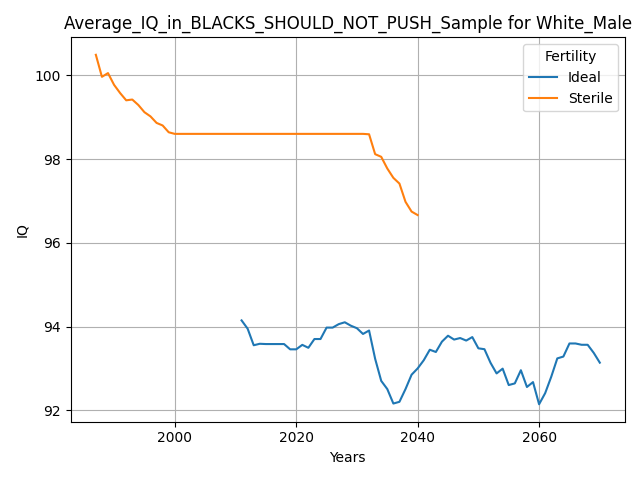 Average_IQ_in_BLACKS_SHOULD_NOT_PUSH_Sample for White_Male
Fertility
Ideal
Sterile
100
98
96
94
92
IQ
2000
2020
2040
2060
Years